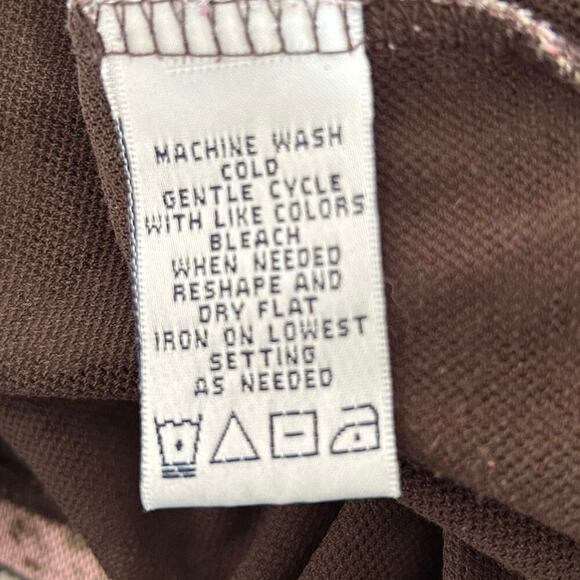 MACHINE WASH
COLD
GENTLE CYCLE
WITH LIKE COLORS
BLEACH
WHEN NEEDED
RESHAPE AND
DRY FLAT
IRON ON LOWEST
SETTING
AS NEEDED